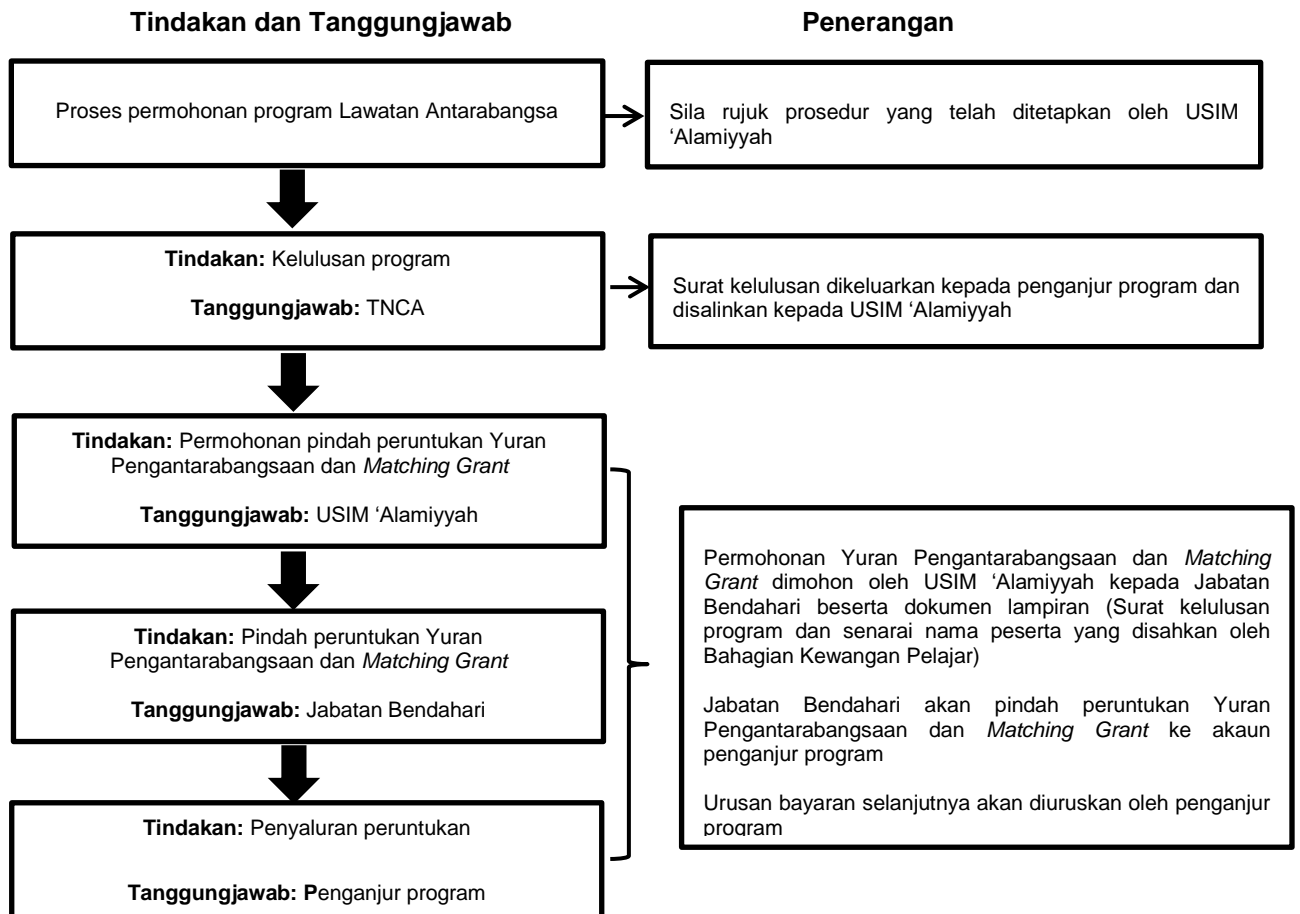 Tindakan dan Tanggungjawab
Penerangan
Proses permohonan program Lawatan Antarabangsa
Sila rujuk prosedur yang telah ditetapkan oleh USIM
‘Alamiyyah
Tindakan: Kelulusan program
Tanggungjawab: TNCA
Surat kelulusan dikeluarkan kepada penganjur program dan
disalinkan kepada USIM ‘Alamiyyah
Tindakan: Permohonan pindah peruntukan Yuran
Pengantarabangsaan dan Matching Grant
Tanggungjawab: USIM ‘Alamiyyah
Tindakan: Pindah peruntukan Yuran
Pengantarabangsaan dan Matching Grant
Tanggungjawab: Jabatan Bendahari
Tindakan: Penyaluran peruntukan
Tanggungjawab: Penganjur program
Permohonan Yuran Pengantarabangsaan dan Matching
Grant dimohon oleh USIM ‘Alamiyyah kepada Jabatan
Bendahari beserta dokumen lampiran (Surat kelulusan
program dan senarai nama peserta yang disahkan oleh
Bahagian Kewangan Pelajar)
Jabatan Bendahari akan pindah peruntukan Yuran
Pengantarabangsaan dan Matching Grant ke akaun
penganjur program
Urusan bayaran selanjutnya akan diuruskan oleh penganjur
program